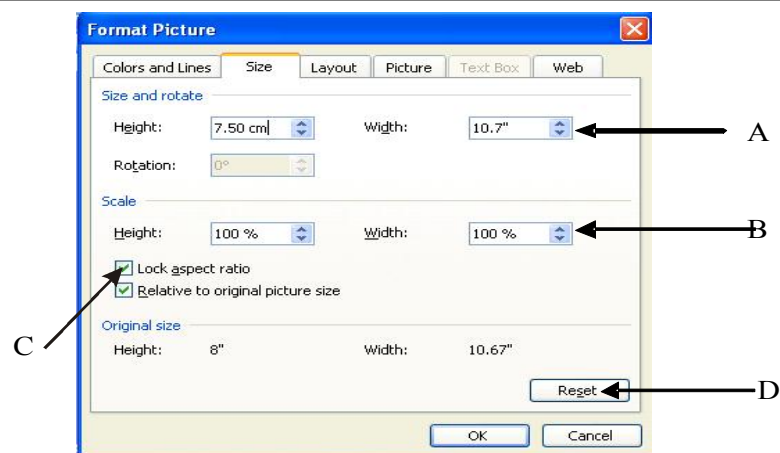 Format Picture
Colors and Lines Size Layout Picture Text Box Web
Size and rotate
Height: 7.50 cm Width: 10.7" A
Rotation: 0°
Scale
Height: 100 % Width: 100 % B
Lock aspect ratio
Relative to original picture size
Original size
C Height: 8" Width: 10.67"
Reset D
OK Cancel